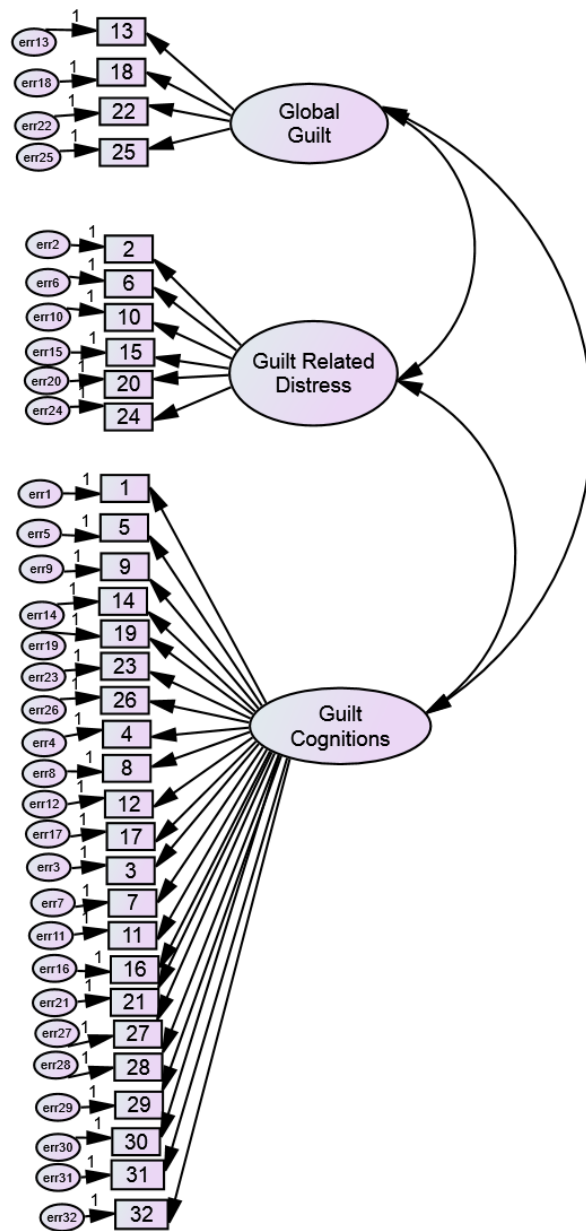 1
err13
13
1
err18
18
1
err22
22
1
err25
25
Global
Guilt
1
err2
2
1
err6
6
1
err10
10
1
err15
15
1
err20
20
1
err24
24
Guilt Related
Distress
1
err1
1
1
err5
5
1
err9
9
1
err14
14
1
err19
19
1
err23
23
1
err26
26
1
err4
4
1
err8
8
1
err12
12
1
err17
17
1
err3
3
1
err7
7
1
err11
11
1
err16
16
1
err21
21
1
err27
27
1
err28
28
1
err29
29
1
err30
30
1
err31
31
1
err32
32
Guilt
Cognitions